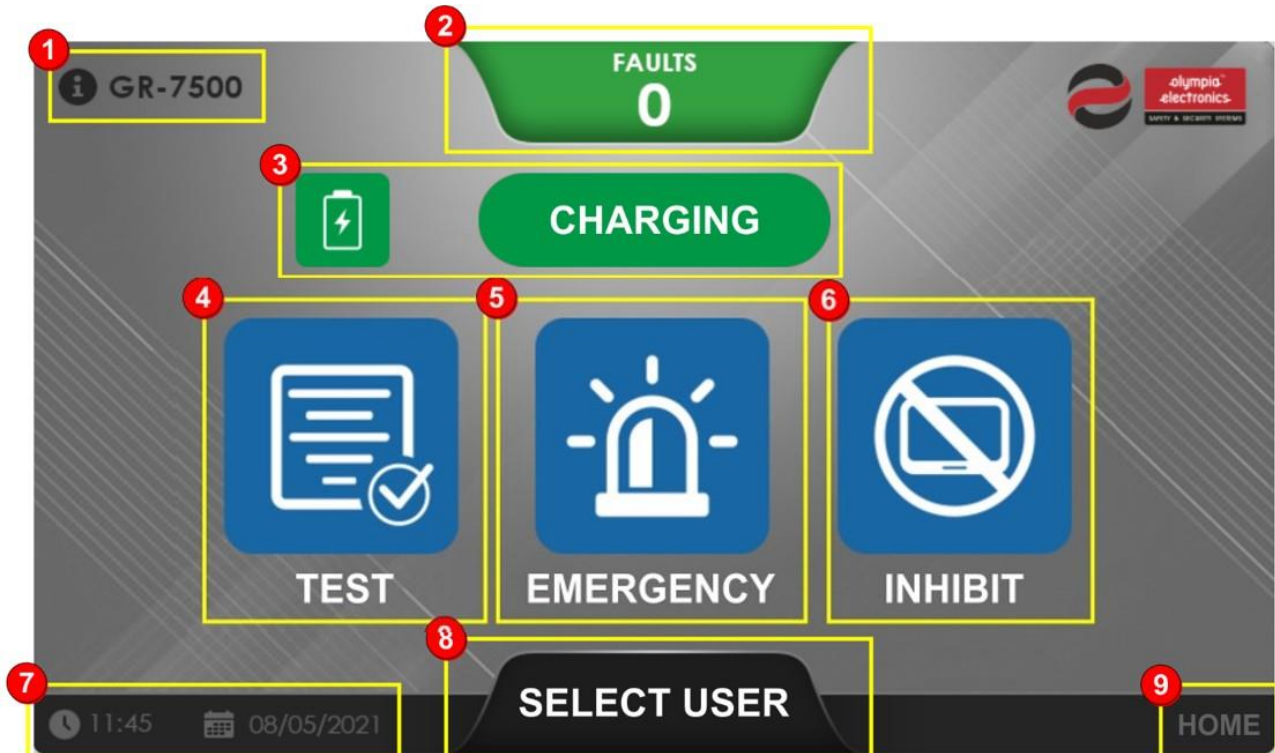 1
2
GR-7500
FAULTS
0
olympia™
electronics
SAFETY & SECURITY SYSTEMS
3
CHARGING
4
5
6
TEST
EMERGENCY
INHIBIT
8
7
9
11:45
08/05/2021
SELECT USER
HOME